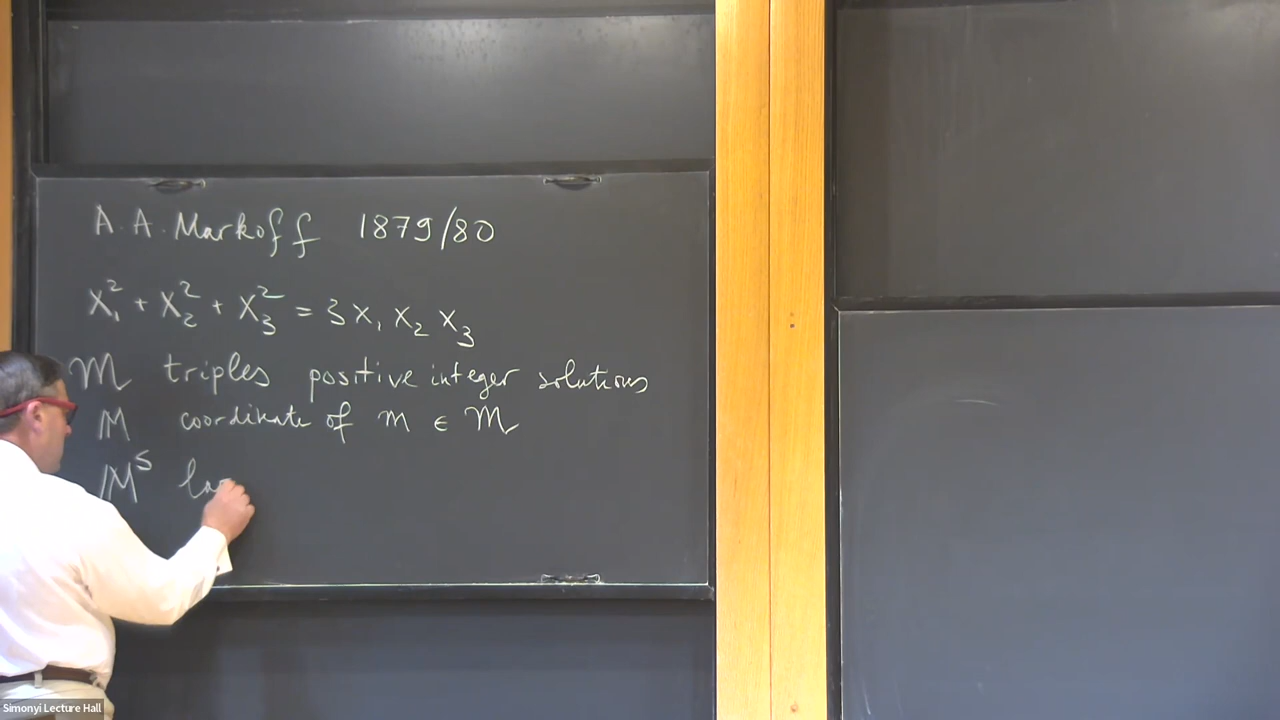 A. A. Markoff 1879/80
X₁² + X₂² + X₃² = 3 X₁ X₂ X₃
𝓜 triples positive integer solutions
M coordinate of m ∈ 𝓜
M^S
Simonyi Lecture Hall